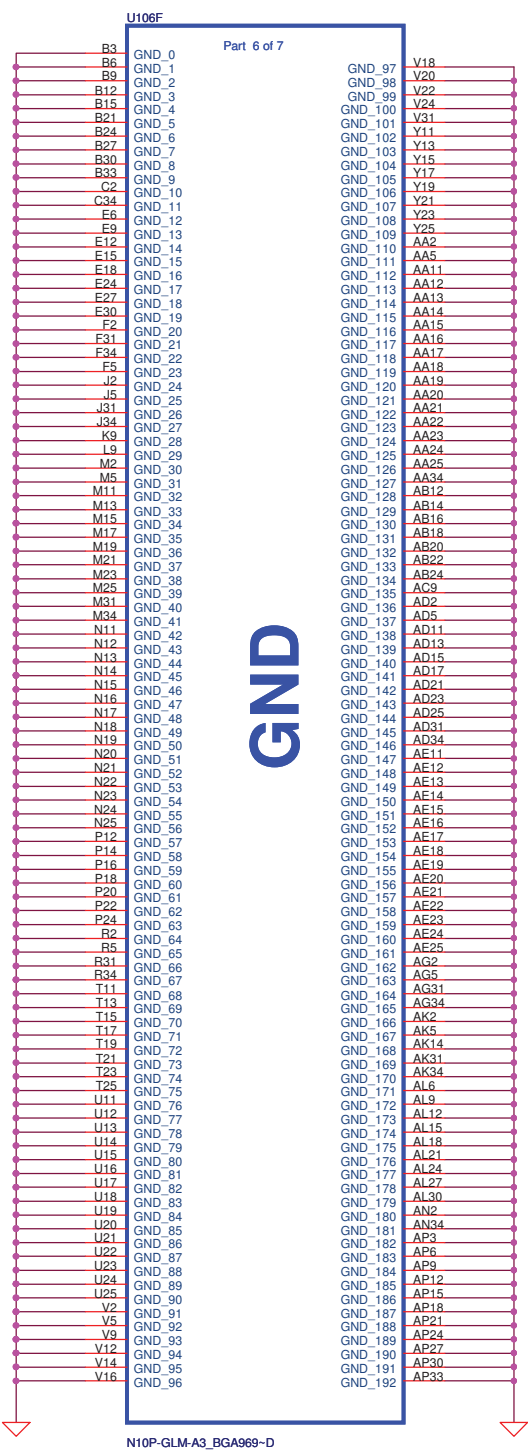 U106F
Part 6 of 7
B3 GND_0
B6 GND_1
B9 GND_2
B12 GND_3
B15 GND_4
B21 GND_5
B24 GND_6
B27 GND_7
B30 GND_8
B33 GND_9
C2 GND_10
C34 GND_11
E6 GND_12
E9 GND_13
E12 GND_14
E15 GND_15
E18 GND_16
E24 GND_17
E27 GND_18
E30 GND_19
F2 GND_20
F31 GND_21
F34 GND_22
F5 GND_23
J2 GND_24
J5 GND_25
J31 GND_26
J34 GND_27
K9 GND_28
L9 GND_29
M2 GND_30
M5 GND_31
M11 GND_32
M13 GND_33
M15 GND_34
M17 GND_35
M19 GND_36
M21 GND_37
M23 GND_38
M25 GND_39
M31 GND_40
M34 GND_41
N11 GND_42
N12 GND_43
N13 GND_44
N14 GND_45
N15 GND_46
N16 GND_47
N17 GND_48
N18 GND_49
N19 GND_50
N20 GND_51
N21 GND_52
N22 GND_53
N23 GND_54
N24 GND_55
N25 GND_56
P12 GND_57
P14 GND_58
P16 GND_59
P18 GND_60
P20 GND_61
P22 GND_62
P24 GND_63
R2 GND_64
R5 GND_65
R31 GND_66
R34 GND_67
T11 GND_68
T13 GND_69
T15 GND_70
T17 GND_71
T19 GND_72
T21 GND_73
T23 GND_74
T25 GND_75
U11 GND_76
U12 GND_77
U13 GND_78
U14 GND_79
U15 GND_80
U16 GND_81
U17 GND_82
U18 GND_83
U19 GND_84
U20 GND_85
U21 GND_86
U22 GND_87
U23 GND_88
U24 GND_89
U25 GND_90
V2 GND_91
V5 GND_92
V9 GND_93
V12 GND_94
V14 GND_95
V16 GND_96
GND
GND_97 V18
GND_98 V20
GND_99 V22
GND_100 V24
GND_101 V31
GND_102 Y11
GND_103 Y13
GND_104 Y15
GND_105 Y17
GND_106 Y19
GND_107 Y21
GND_108 Y23
GND_109 Y25
GND_110 AA2
GND_111 AA5
GND_112 AA11
GND_113 AA12
GND_114 AA13
GND_115 AA14
GND_116 AA15
GND_117 AA16
GND_118 AA17
GND_119 AA18
GND_120 AA19
GND_121 AA20
GND_122 AA21
GND_123 AA22
GND_124 AA23
GND_125 AA24
GND_126 AA25
GND_127 AA34
GND_128 AB12
GND_129 AB14
GND_130 AB16
GND_131 AB18
GND_132 AB20
GND_133 AB22
GND_134 AB24
GND_135 AC9
GND_136 AD2
GND_137 AD5
GND_138 AD11
GND_139 AD13
GND_140 AD15
GND_141 AD17
GND_142 AD21
GND_143 AD23
GND_144 AD25
GND_145 AD31
GND_146 AD34
GND_147 AE11
GND_148 AE12
GND_149 AE13
GND_150 AE14
GND_151 AE15
GND_152 AE16
GND_153 AE17
GND_154 AE18
GND_155 AE19
GND_156 AE20
GND_157 AE21
GND_158 AE22
GND_159 AE23
GND_160 AE24
GND_161 AE25
GND_162 AG2
GND_163 AG5
GND_164 AG31
GND_165 AG34
GND_166 AK2
GND_167 AK5
GND_168 AK14
GND_169 AK31
GND_170 AK34
GND_171 AL6
GND_172 AL9
GND_173 AL12
GND_174 AL15
GND_175 AL18
GND_176 AL21
GND_177 AL24
GND_178 AL27
GND_179 AL30
GND_180 AN2
GND_181 AN34
GND_182 AP3
GND_183 AP6
GND_184 AP9
GND_185 AP12
GND_186 AP15
GND_187 AP18
GND_188 AP21
GND_189 AP24
GND_190 AP27
GND_191 AP30
GND_192 AP33
N10P-GLM-A3_BGA969~D